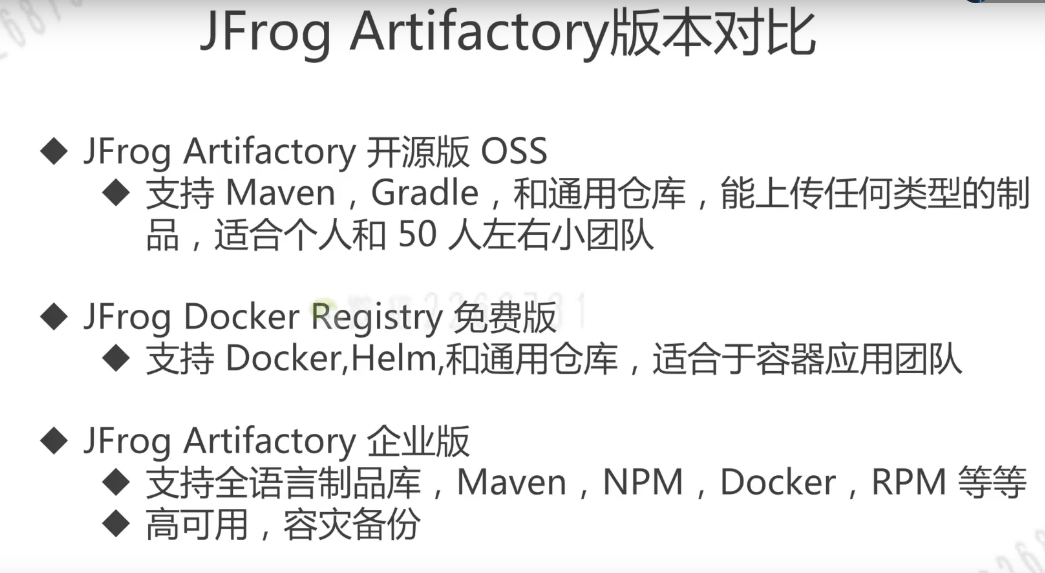 JFrog Artifactory版本对比
◆ JFrog Artifactory 开源版 OSS
◆ 支持 Maven，Gradle，和通用仓库，能上传任何类型的制
品，适合个人和 50 人左右小团队
◆ JFrog Docker Registry 免费版
◆ 支持 Docker,Helm,和通用仓库，适合于容器应用团队
◆ JFrog Artifactory 企业版
◆ 支持全语言制品库，Maven，NPM，Docker，RPM 等等
◆ 高可用，容灾备份